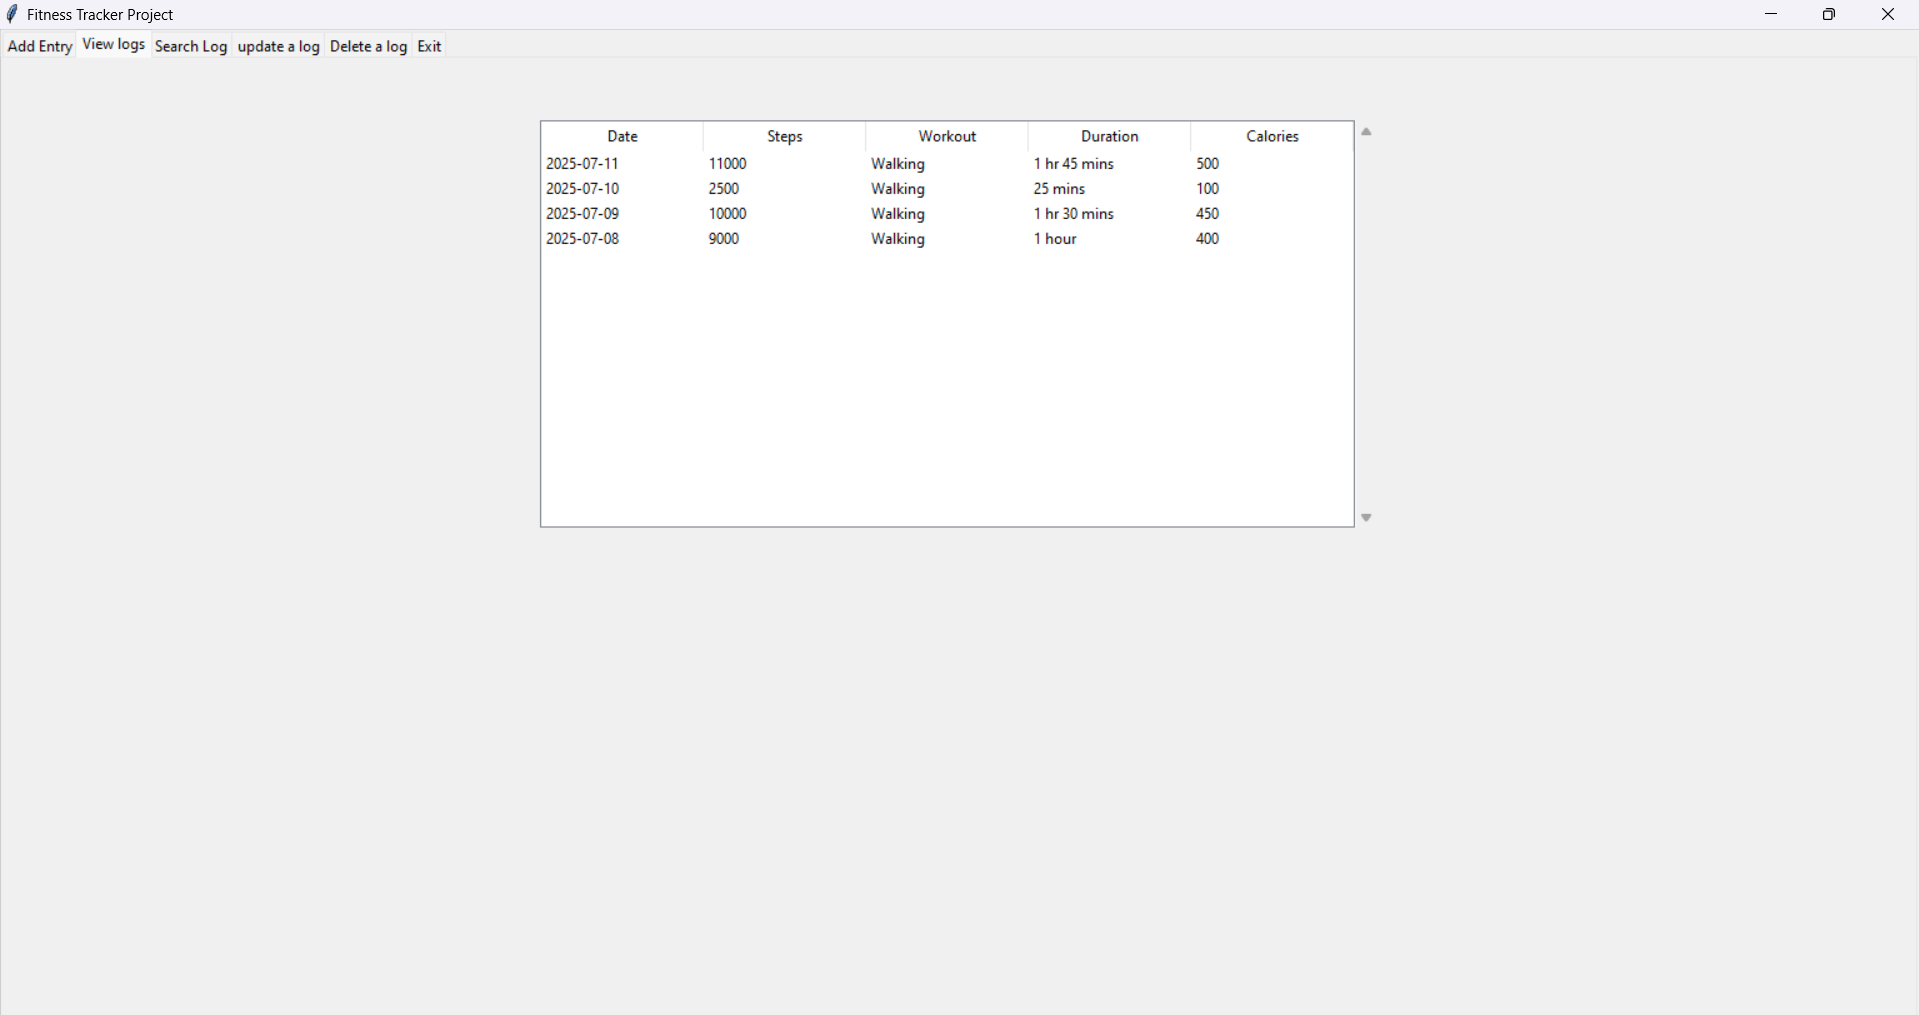 Fitness Tracker Project
Add Entry View logs Search Log update a log Delete a log Exit
Date Steps Workout Duration Calories
2025-07-11 11000 Walking 1 hr 45 mins 500
2025-07-10 2500 Walking 25 mins 100
2025-07-09 10000 Walking 1 hr 30 mins 450
2025-07-08 9000 Walking 1 hour 400